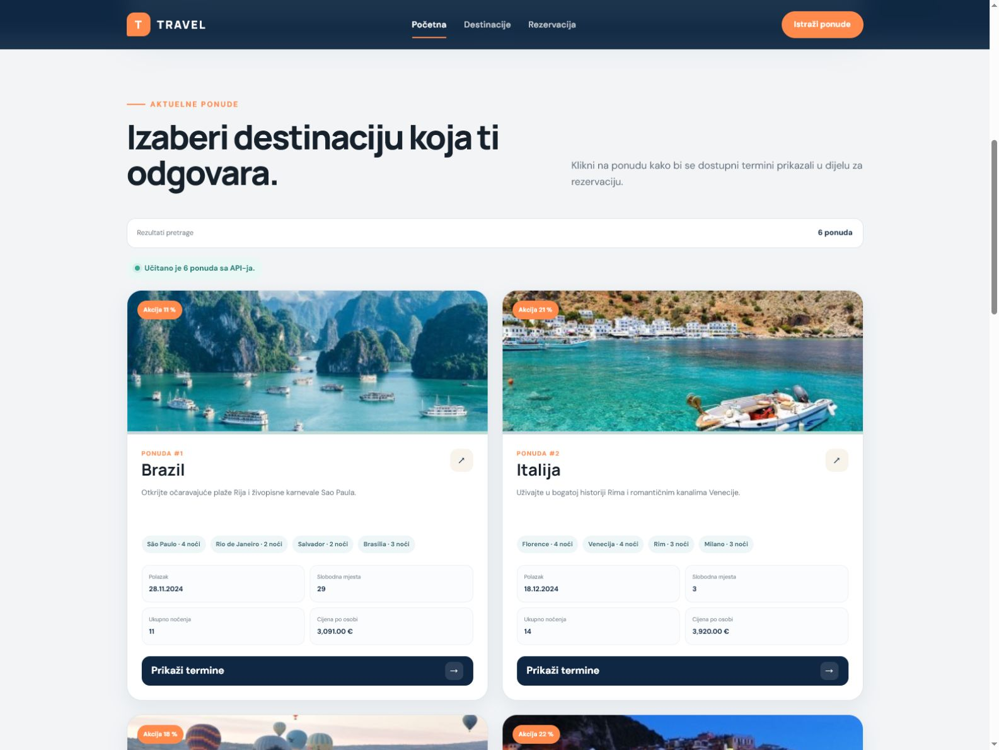 T TRAVEL
Početna Destinacije Rezervacija
Istraži ponude
AKTUELNE PONUDE
Izaberi destinaciju koja ti
odgovara.
Klikni na ponudu kako bi se dostupni termini prikazali u dijelu za
rezervaciju.
Rezultati pretrage
6 ponuda
Učitano je 6 ponuda sa API-ja.
Akcija 11 %
PONUDA #1
Brazil
↗
Otkrijte očaravajuće plaže Rija i živopisne karnevale Sao Paula.
São Paulo · 4 noći Rio de Janeiro · 2 noći Salvador · 2 noći Brasília · 3 noći
Polazak
28.11.2024
Slobodna mjesta
29
Ukupno noćenja
11
Cijena po osobi
3,091.00 €
Prikaži termine →
Akcija 21 %
PONUDA #2
Italija
↗
Uživajte u bogatoj historiji Rima i romantičnim kanalima Venecije.
Florence · 4 noći Venecija · 4 noći Rim · 3 noći Milano · 3 noći
Polazak
18.12.2024
Slobodna mjesta
3
Ukupno noćenja
14
Cijena po osobi
3,920.00 €
Prikaži termine →
Akcija 18 %
Akcija 22 %